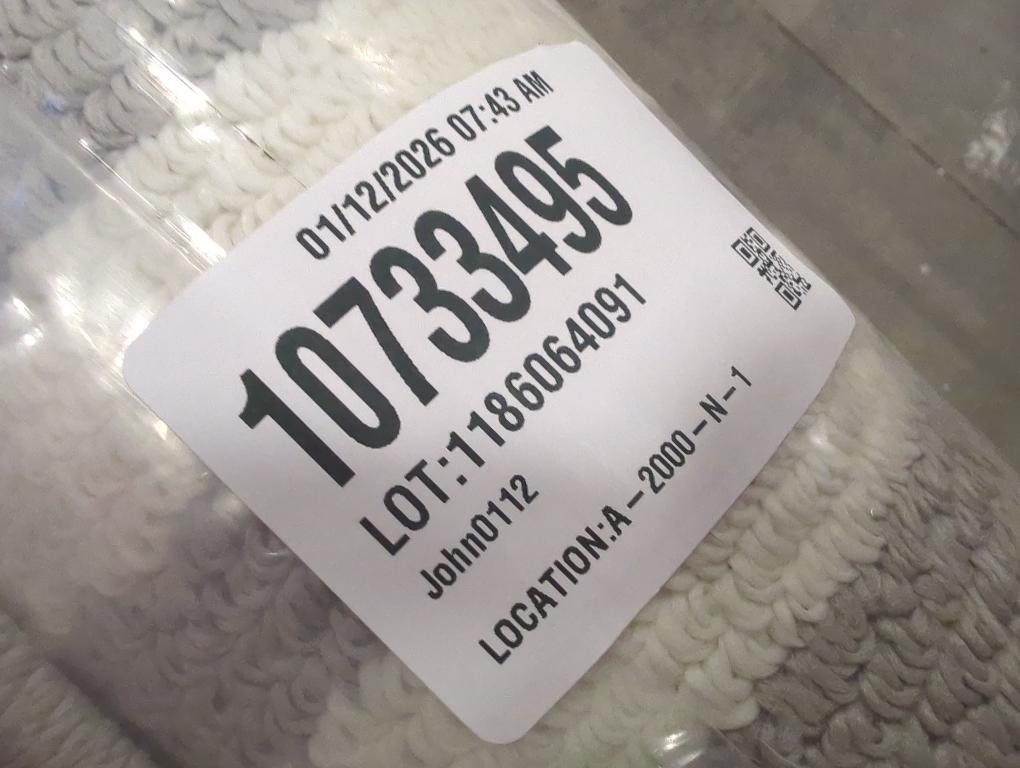 01/12/2026 07:43 AM
10733495
LOT:1186064091
John0112
LOCATION:A-2000-N-1